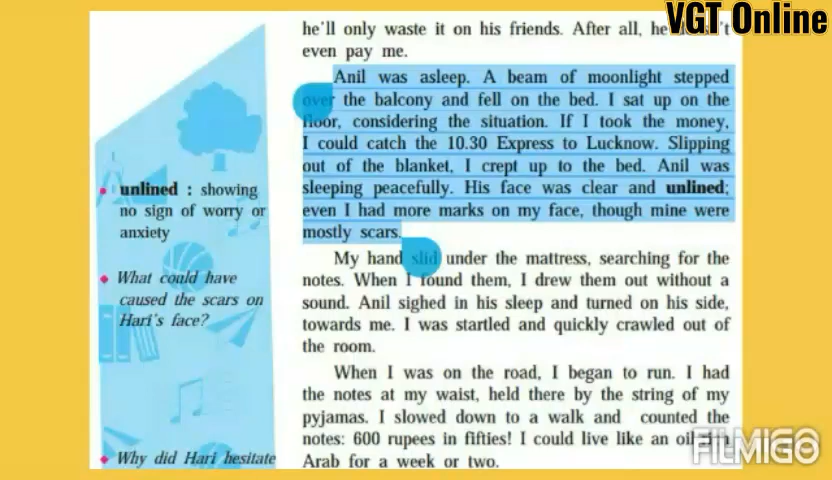 VGT Online
he'll only waste it on his friends. After all, he
even pay me.
Anil was asleep. A beam of moonlight stepped
over the balcony and fell on the bed. I sat up on the
floor, considering the situation. If I took the money,
I could catch the 10.30 Express to Lucknow. Slipping
out of the blanket, I crept up to the bed. Anil was
sleeping peacefully. His face was clear and unlined;
even I had more marks on my face, though mine were
mostly scars.
My hand slid under the mattress, searching for the
notes. When I found them, I drew them out without a
sound. Anil sighed in his sleep and turned on his side,
towards me. I was startled and quickly crawled out of
the room.
When I was on the road, I began to run. I had
the notes at my waist, held there by the string of my
pyjamas. I slowed down to a walk and counted the
notes: 600 rupees in fifties! I could live like an
Arab for a week or two.
unlined : showing
no sign of worry or
anxiety
What could have
caused the scars on
Hari's face?
Why did Hari hesitate
FILMIGO